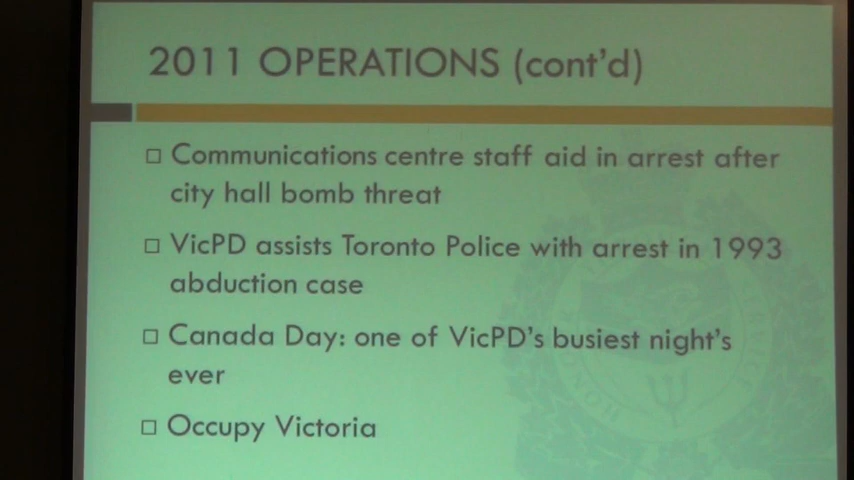 2011 OPERATIONS (cont'd)
Communications centre staff aid in arrest after
city hall bomb threat
VicPD assists Toronto Police with arrest in 1993
abduction case
Canada Day: one of VicPD's busiest night's
ever
Occupy Victoria
HONOUR